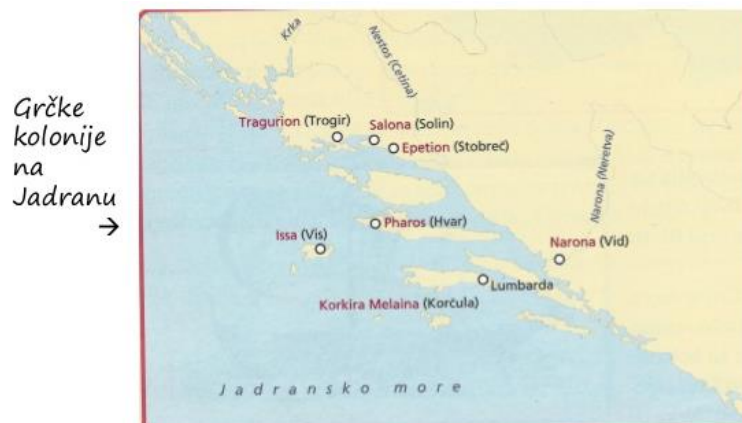 Grčke
kolonije
na
Jadranu
→
Krka
Nestos (Cetina)
Tragurion (Trogir)
Salona (Solin)
Epetion (Stobreč)
Narona (Neretva)
Pharos (Hvar)
Issa (Vis)
Narona (Vid)
Lumbarda
Korkira Melaina (Korčula)
Jadransko more